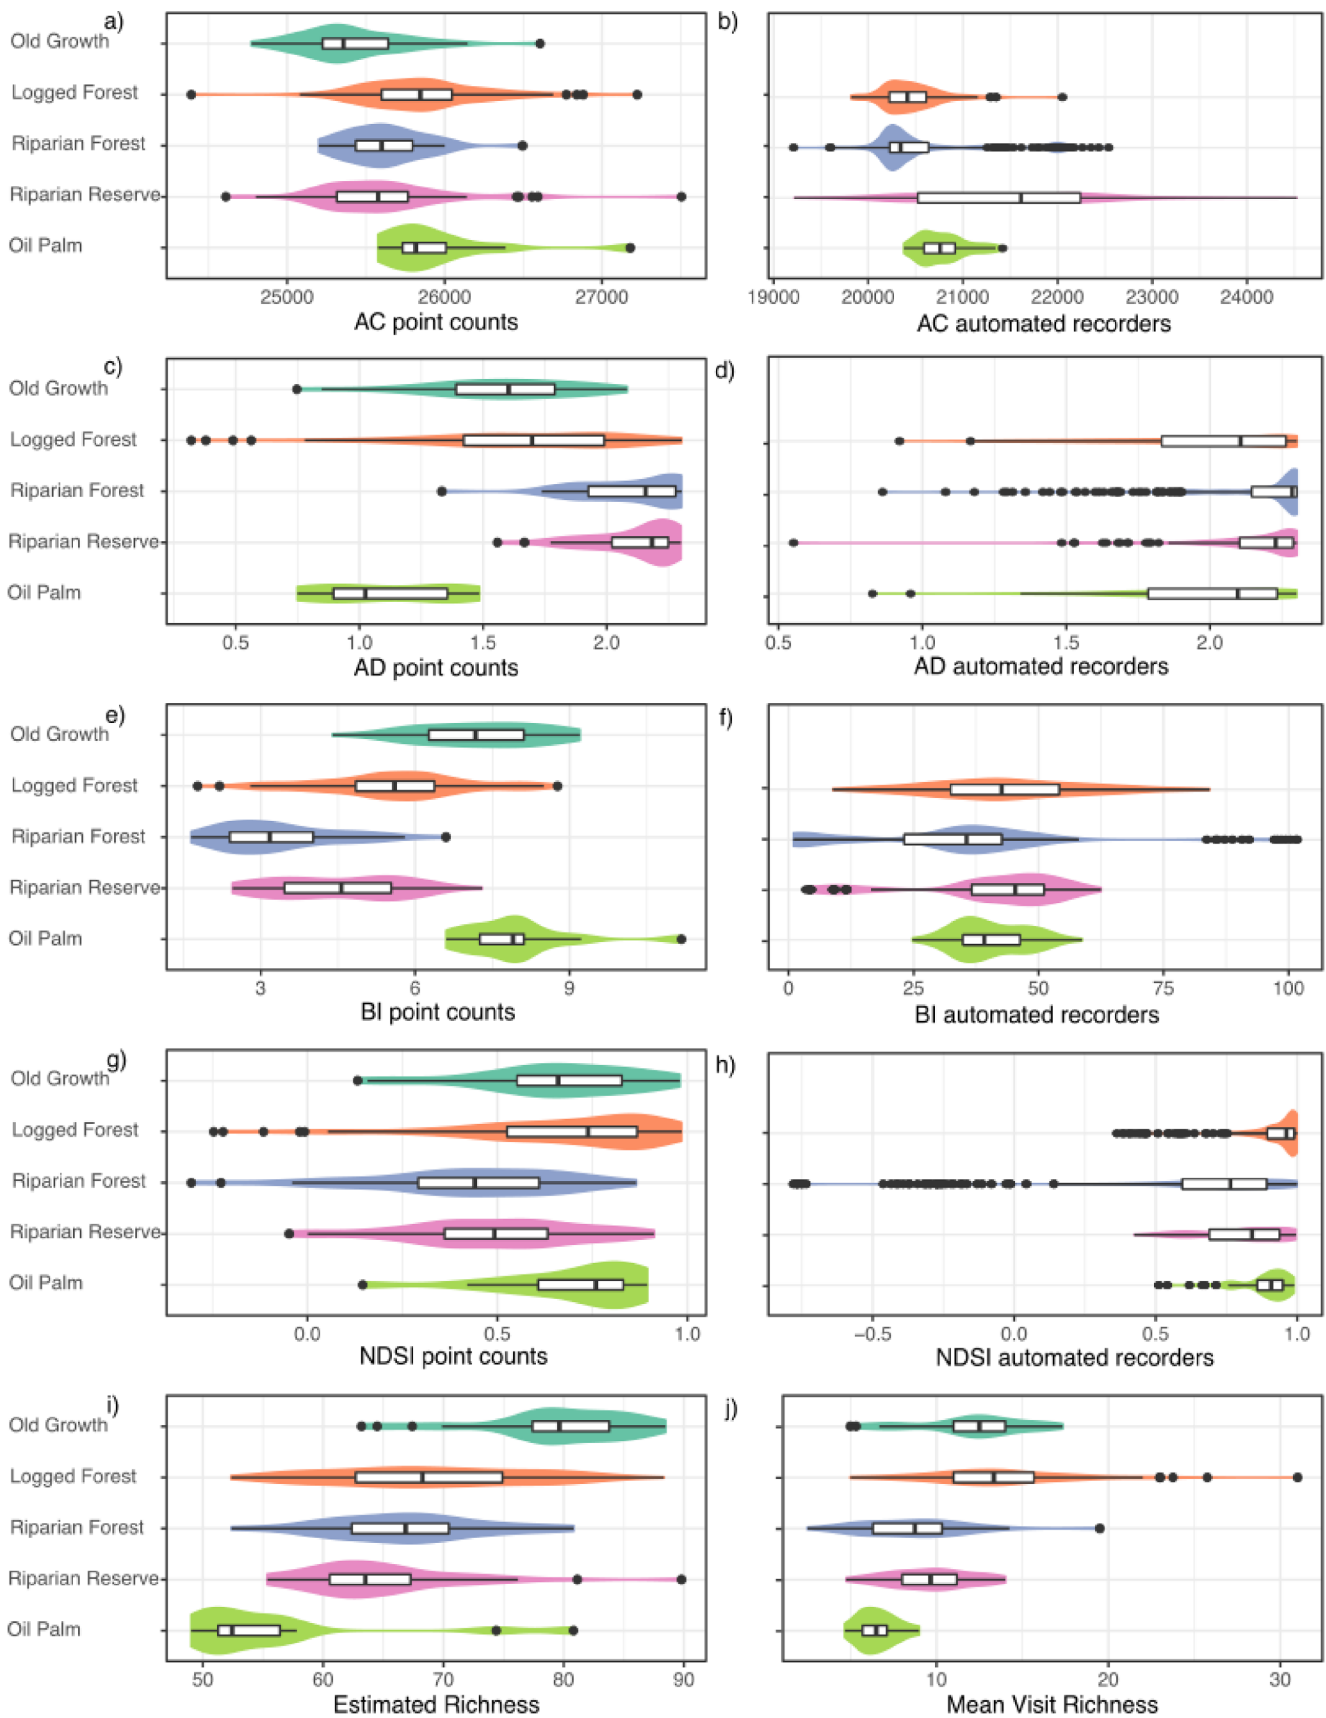 a)
b)
Old Growth
Logged Forest
Riparian Forest
Riparian Reserve
Oil Palm
25000 26000 27000
19000 20000 21000 22000 23000 24000
AC point counts
AC automated recorders
c)
d)
Old Growth
Logged Forest
Riparian Forest
Riparian Reserve
Oil Palm
0.5 1.0 1.5 2.0
0.5 1.0 1.5 2.0
AD point counts
AD automated recorders
e)
f)
Old Growth
Logged Forest
Riparian Forest
Riparian Reserve
Oil Palm
3 6 9
0 25 50 75 100
BI point counts
BI automated recorders
g)
h)
Old Growth
Logged Forest
Riparian Forest
Riparian Reserve
Oil Palm
0.0 0.5 1.0
−0.5 0.0 0.5 1.0
NDSI point counts
NDSI automated recorders
i)
j)
Old Growth
Logged Forest
Riparian Forest
Riparian Reserve
Oil Palm
50 60 70 80 90
10 20 30
Estimated Richness
Mean Visit Richness